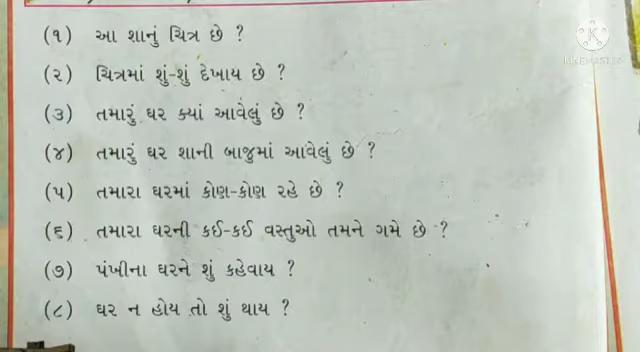 (૧) આ શાનું ચિત્ર છે ?
(૨) ચિત્રમાં શું-શું દેખાય છે ?
(૩) તમારું ઘર ક્યાં આવેલું છે ?
(૪) તમારું ઘર શાની બાજુમાં આવેલું છે ?
(૫) તમારા ઘરમાં કોણ-કોણ રહે છે ?
(૬) તમારા ઘરની કઈ-કઈ વસ્તુઓ તમને ગમે છે ?
(૭) પંખીના ઘરને શું કહેવાય ?
(૮) ઘર ન હોય તો શું થાય ?
KINEMASTER